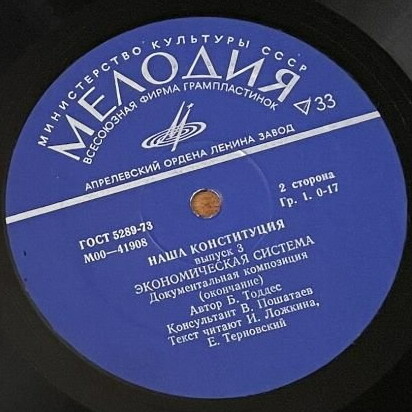 МИНИСТЕРСТВО КУЛЬТУРЫ СССР
МЕЛОДИЯ
ВСЕСОЮЗНАЯ ФИРМА ГРАМПЛАСТИНОК
33
АПРЕЛЕВСКИЙ ОРДЕНА ЛЕНИНА ЗАВОД
ГОСТ 5289-73
М00—41908
2 сторона
Гр. 1. 0-17
НАША КОНСТИТУЦИЯ
выпуск 3
ЭКОНОМИЧЕСКАЯ СИСТЕМА
Документальная композиция
(окончание)
Автор Б. Тоддес
Консультант В. Пошатаев
Текст читают И. Ложкина,
Е. Терновский